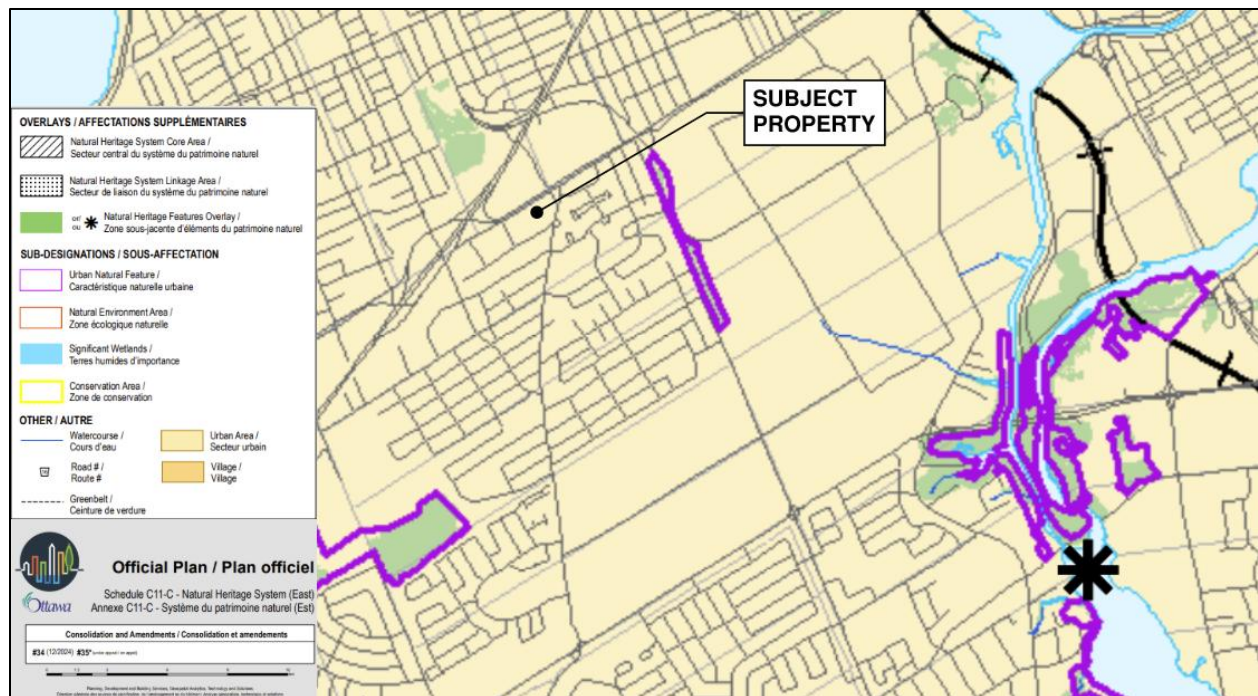 SUBJECT
PROPERTY
OVERLAYS / AFFECTATIONS SUPPLÉMENTAIRES
Natural Heritage System Core Area /
Secteur central du système du patrimoine naturel
Natural Heritage System Linkage Area /
Secteur de liaison du système du patrimoine naturel
or/
ou
Natural Heritage Features Overlay /
Zone sous-jacente d'éléments du patrimoine naturel
SUB-DESIGNATIONS / SOUS-AFFECTATION
Urban Natural Feature /
Caractéristique naturelle urbaine
Natural Environment Area /
Zone écologique naturelle
Significant Wetlands /
Terres humides d'importance
Conservation Area /
Zone de conservation
OTHER / AUTRE
Watercourse /
Cours d'eau
Urban Area /
Secteur urbain
Road # /
Route #
Village /
Village
Greenbelt /
Ceinture de verdure
Ottawa
Official Plan / Plan officiel
Schedule C11-C - Natural Heritage System (East)
Annexe C11-C - Système du patrimoine naturel (Est)
Consolidation and Amendments / Consolidation et amendements
#34 (12/2024) #35*